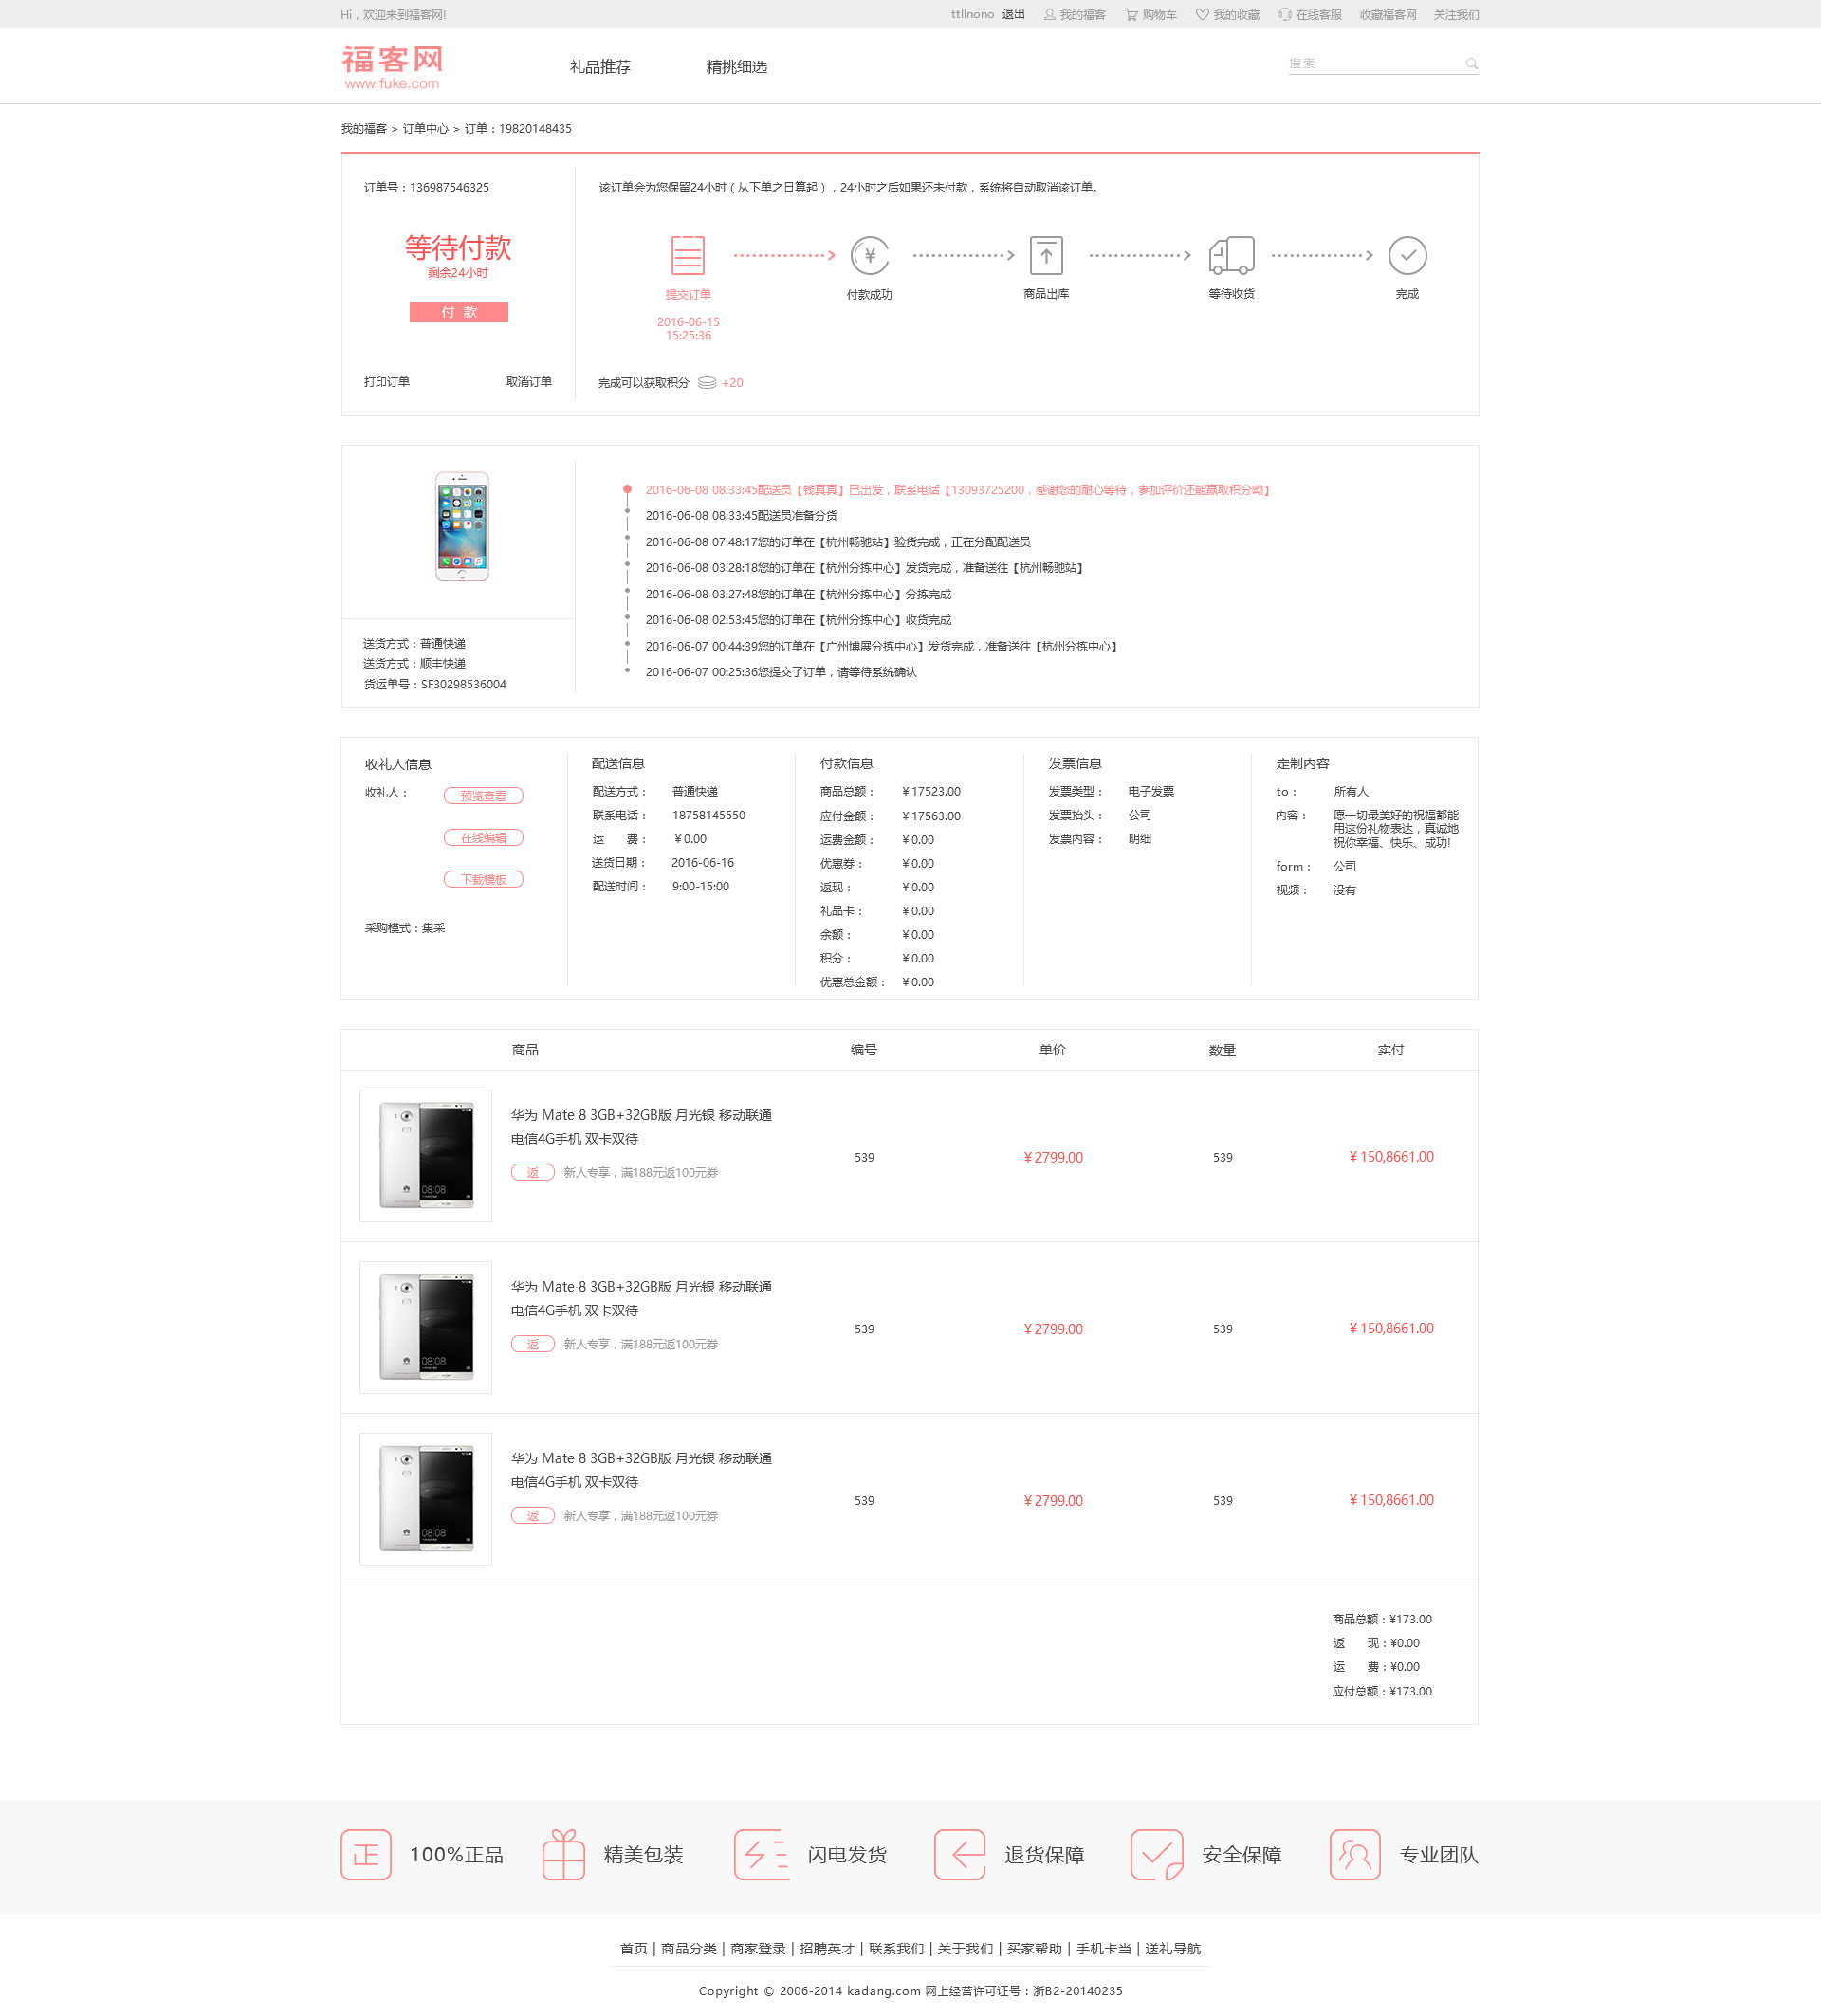 Hi，欢迎来到福客网!
ttllnono 退出 我的福客 购物车 我的收藏 在线客服 收藏福客网 关注我们
福客网
www.fuke.com
礼品推荐 精挑细选
搜索
我的福客 > 订单中心 > 订单：19820148435
订单号：136987546325
等待付款
剩余24小时
付 款
打印订单 取消订单
该订单会为您保留24小时（从下单之日算起），24小时之后如果还未付款，系统将自动取消该订单。
提交订单 付款成功 商品出库 等待收货 完成
2016-06-15
15:25:36
完成可以获取积分 +20
送货方式：普通快递
送货方式：顺丰快递
货运单号：SF30298536004
2016-06-08 08:33:45配送员【钱真真】已出发，联系电话【13093725200，感谢您的耐心等待，参加评价还能赢取积分呦】
2016-06-08 08:33:45配送员准备分货
2016-06-08 07:48:17您的订单在【杭州畅驰站】验货完成，正在分配配送员
2016-06-08 03:28:18您的订单在【杭州分拣中心】发货完成，准备送往【杭州畅驰站】
2016-06-08 03:27:48您的订单在【杭州分拣中心】分拣完成
2016-06-08 02:53:45您的订单在【杭州分拣中心】收货完成
2016-06-07 00:44:39您的订单在【广州博展分拣中心】发货完成，准备送往【杭州分拣中心】
2016-06-07 00:25:36您提交了订单，请等待系统确认
收礼人信息
收礼人：
预览查看
在线编辑
下载模板
采购模式：集采
配送信息
配送方式： 普通快递
联系电话： 18758145550
运 费： ￥0.00
送货日期： 2016-06-16
配送时间： 9:00-15:00
付款信息
商品总额： ￥17523.00
应付金额： ￥17563.00
运费金额： ￥0.00
优惠券： ￥0.00
返现： ￥0.00
礼品卡： ￥0.00
余额： ￥0.00
积分： ￥0.00
优惠总金额： ￥0.00
发票信息
发票类型： 电子发票
发票抬头： 公司
发票内容： 明细
定制内容
to： 所有人
内容： 愿一切最美好的祝福都能
用这份礼物表达，真诚地
祝你幸福、快乐、成功!
form： 公司
视频： 没有
商品 编号 单价 数量 实付
华为 Mate 8 3GB+32GB版 月光银 移动联通
电信4G手机 双卡双待
返 新人专享，满188元返100元券
539 ￥2799.00 539 ￥150,8661.00
08:08
华为 Mate 8 3GB+32GB版 月光银 移动联通
电信4G手机 双卡双待
返 新人专享，满188元返100元券
539 ￥2799.00 539 ￥150,8661.00
08:08
华为 Mate 8 3GB+32GB版 月光银 移动联通
电信4G手机 双卡双待
返 新人专享，满188元返100元券
539 ￥2799.00 539 ￥150,8661.00
08:08
商品总额：¥173.00
返 现：¥0.00
运 费：¥0.00
应付总额：¥173.00
正 100%正品 精美包装 闪电发货 退货保障 安全保障 专业团队
首页 | 商品分类 | 商家登录 | 招聘英才 | 联系我们 | 关于我们 | 买家帮助 | 手机卡当 | 送礼导航
Copyright © 2006-2014 kadang.com 网上经营许可证号：浙B2-20140235